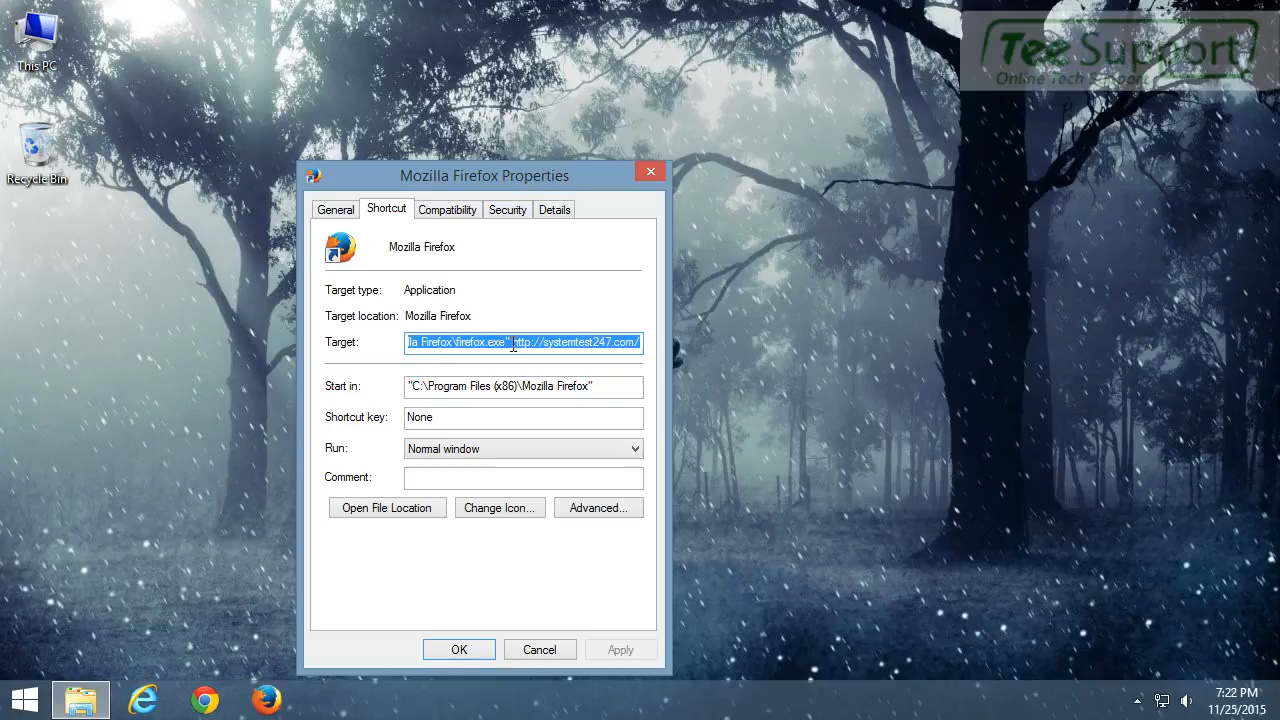 This PC
Recycle Bin
Tee Support
Online Tech Support
Mozilla Firefox Properties
General
Shortcut
Compatibility
Security
Details
Mozilla Firefox
Target type:
Application
Target location:
Mozilla Firefox
Target:
lla Firefox\firefox.exe" http://systemtest247.com/
Start in:
"C:\Program Files (x86)\Mozilla Firefox"
Shortcut key:
None
Run:
Normal window
Comment:
Open File Location
Change Icon...
Advanced...
OK
Cancel
Apply
7:22 PM
11/25/2015